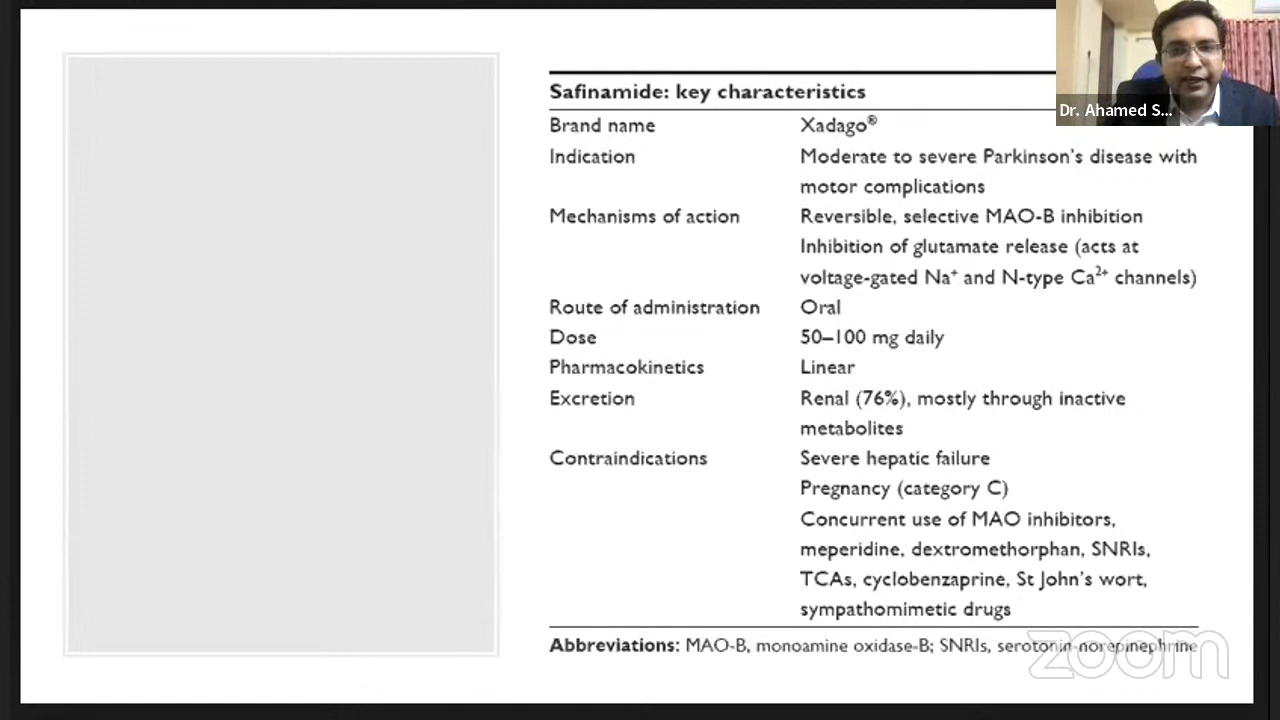 Dr. Ahamed S...
Safinamide: key characteristics
Brand name Xadago®
Indication Moderate to severe Parkinson's disease with
motor complications
Mechanisms of action Reversible, selective MAO-B inhibition
Inhibition of glutamate release (acts at
voltage-gated Na⁺ and N-type Ca²⁺ channels)
Route of administration Oral
Dose 50–100 mg daily
Pharmacokinetics Linear
Excretion Renal (76%), mostly through inactive
metabolites
Contraindications Severe hepatic failure
Pregnancy (category C)
Concurrent use of MAO inhibitors,
meperidine, dextromethorphan, SNRIs,
TCAs, cyclobenzaprine, St John's wort,
sympathomimetic drugs
Abbreviations: MAO-B, monoamine oxidase-B; SNRIs, serotonin-norepinephrine
zoom